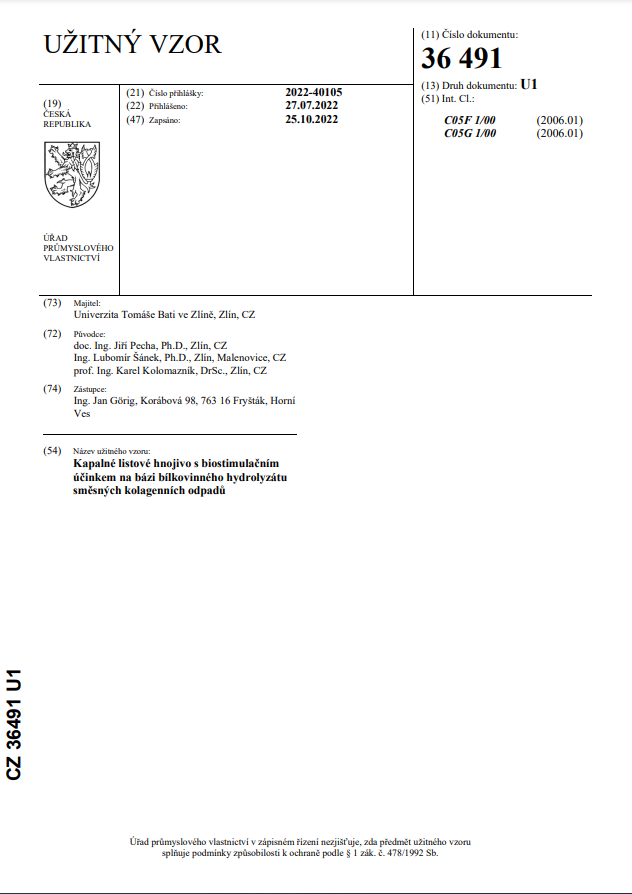 UŽITNÝ VZOR
(11) Číslo dokumentu:
36 491
(13) Druh dokumentu: U1
(51) Int. Cl.:
C05F 1/00 (2006.01)
C05G 1/00 (2006.01)
(19)
ČESKÁ
REPUBLIKA
ÚŘAD
PRŮMYSLOVÉHO
VLASTNICTVÍ
(21) Číslo přihlášky: 2022-40105
(22) Přihlášeno: 27.07.2022
(47) Zapsáno: 25.10.2022
(73) Majitel:
Univerzita Tomáše Bati ve Zlíně, Zlín, CZ
(72) Původce:
doc. Ing. Jiří Pecha, Ph.D., Zlín, CZ
Ing. Lubomír Šánek, Ph.D., Zlín, Malenovice, CZ
prof. Ing. Karel Kolomazník, DrSc., Zlín, CZ
(74) Zástupce:
Ing. Jan Görig, Korábová 98, 763 16 Fryšták, Horní
Ves
(54) Název užitného vzoru:
Kapalné listové hnojivo s biostimulačním
účinkem na bázi bílkovinného hydrolyzátu
směsných kolagenních odpadů
CZ 36491 U1
Úřad průmyslového vlastnictví v zápisném řízení nezjišťuje, zda předmět užitného vzoru
splňuje podmínky způsobilosti k ochraně podle § 1 zák. č. 478/1992 Sb.